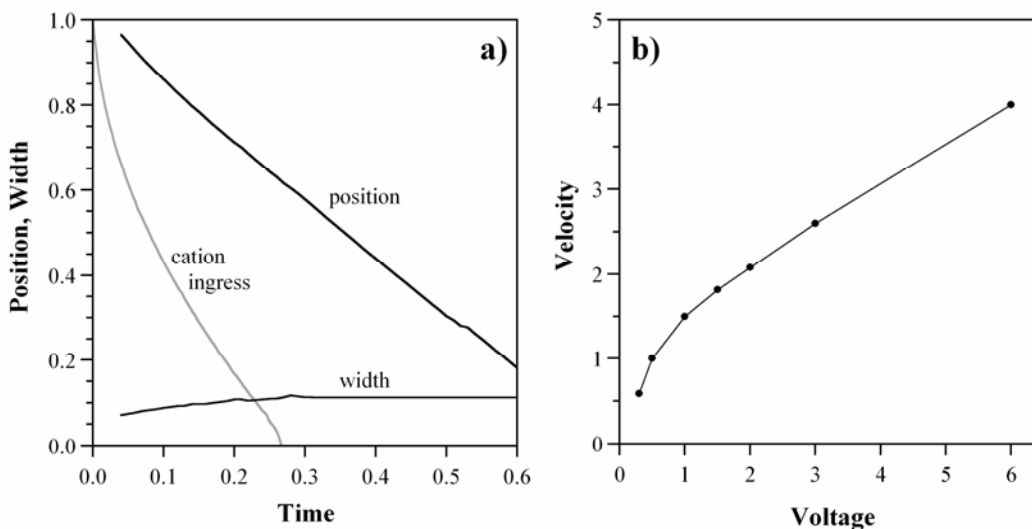 a)
Position, Width
1.0
0.8
0.6
0.4
0.2
0.0
position
cation
ingress
width
0.0 0.1 0.2 0.3 0.4 0.5 0.6
Time
b)
Velocity
5
4
3
2
1
0
0 1 2 3 4 5 6
Voltage